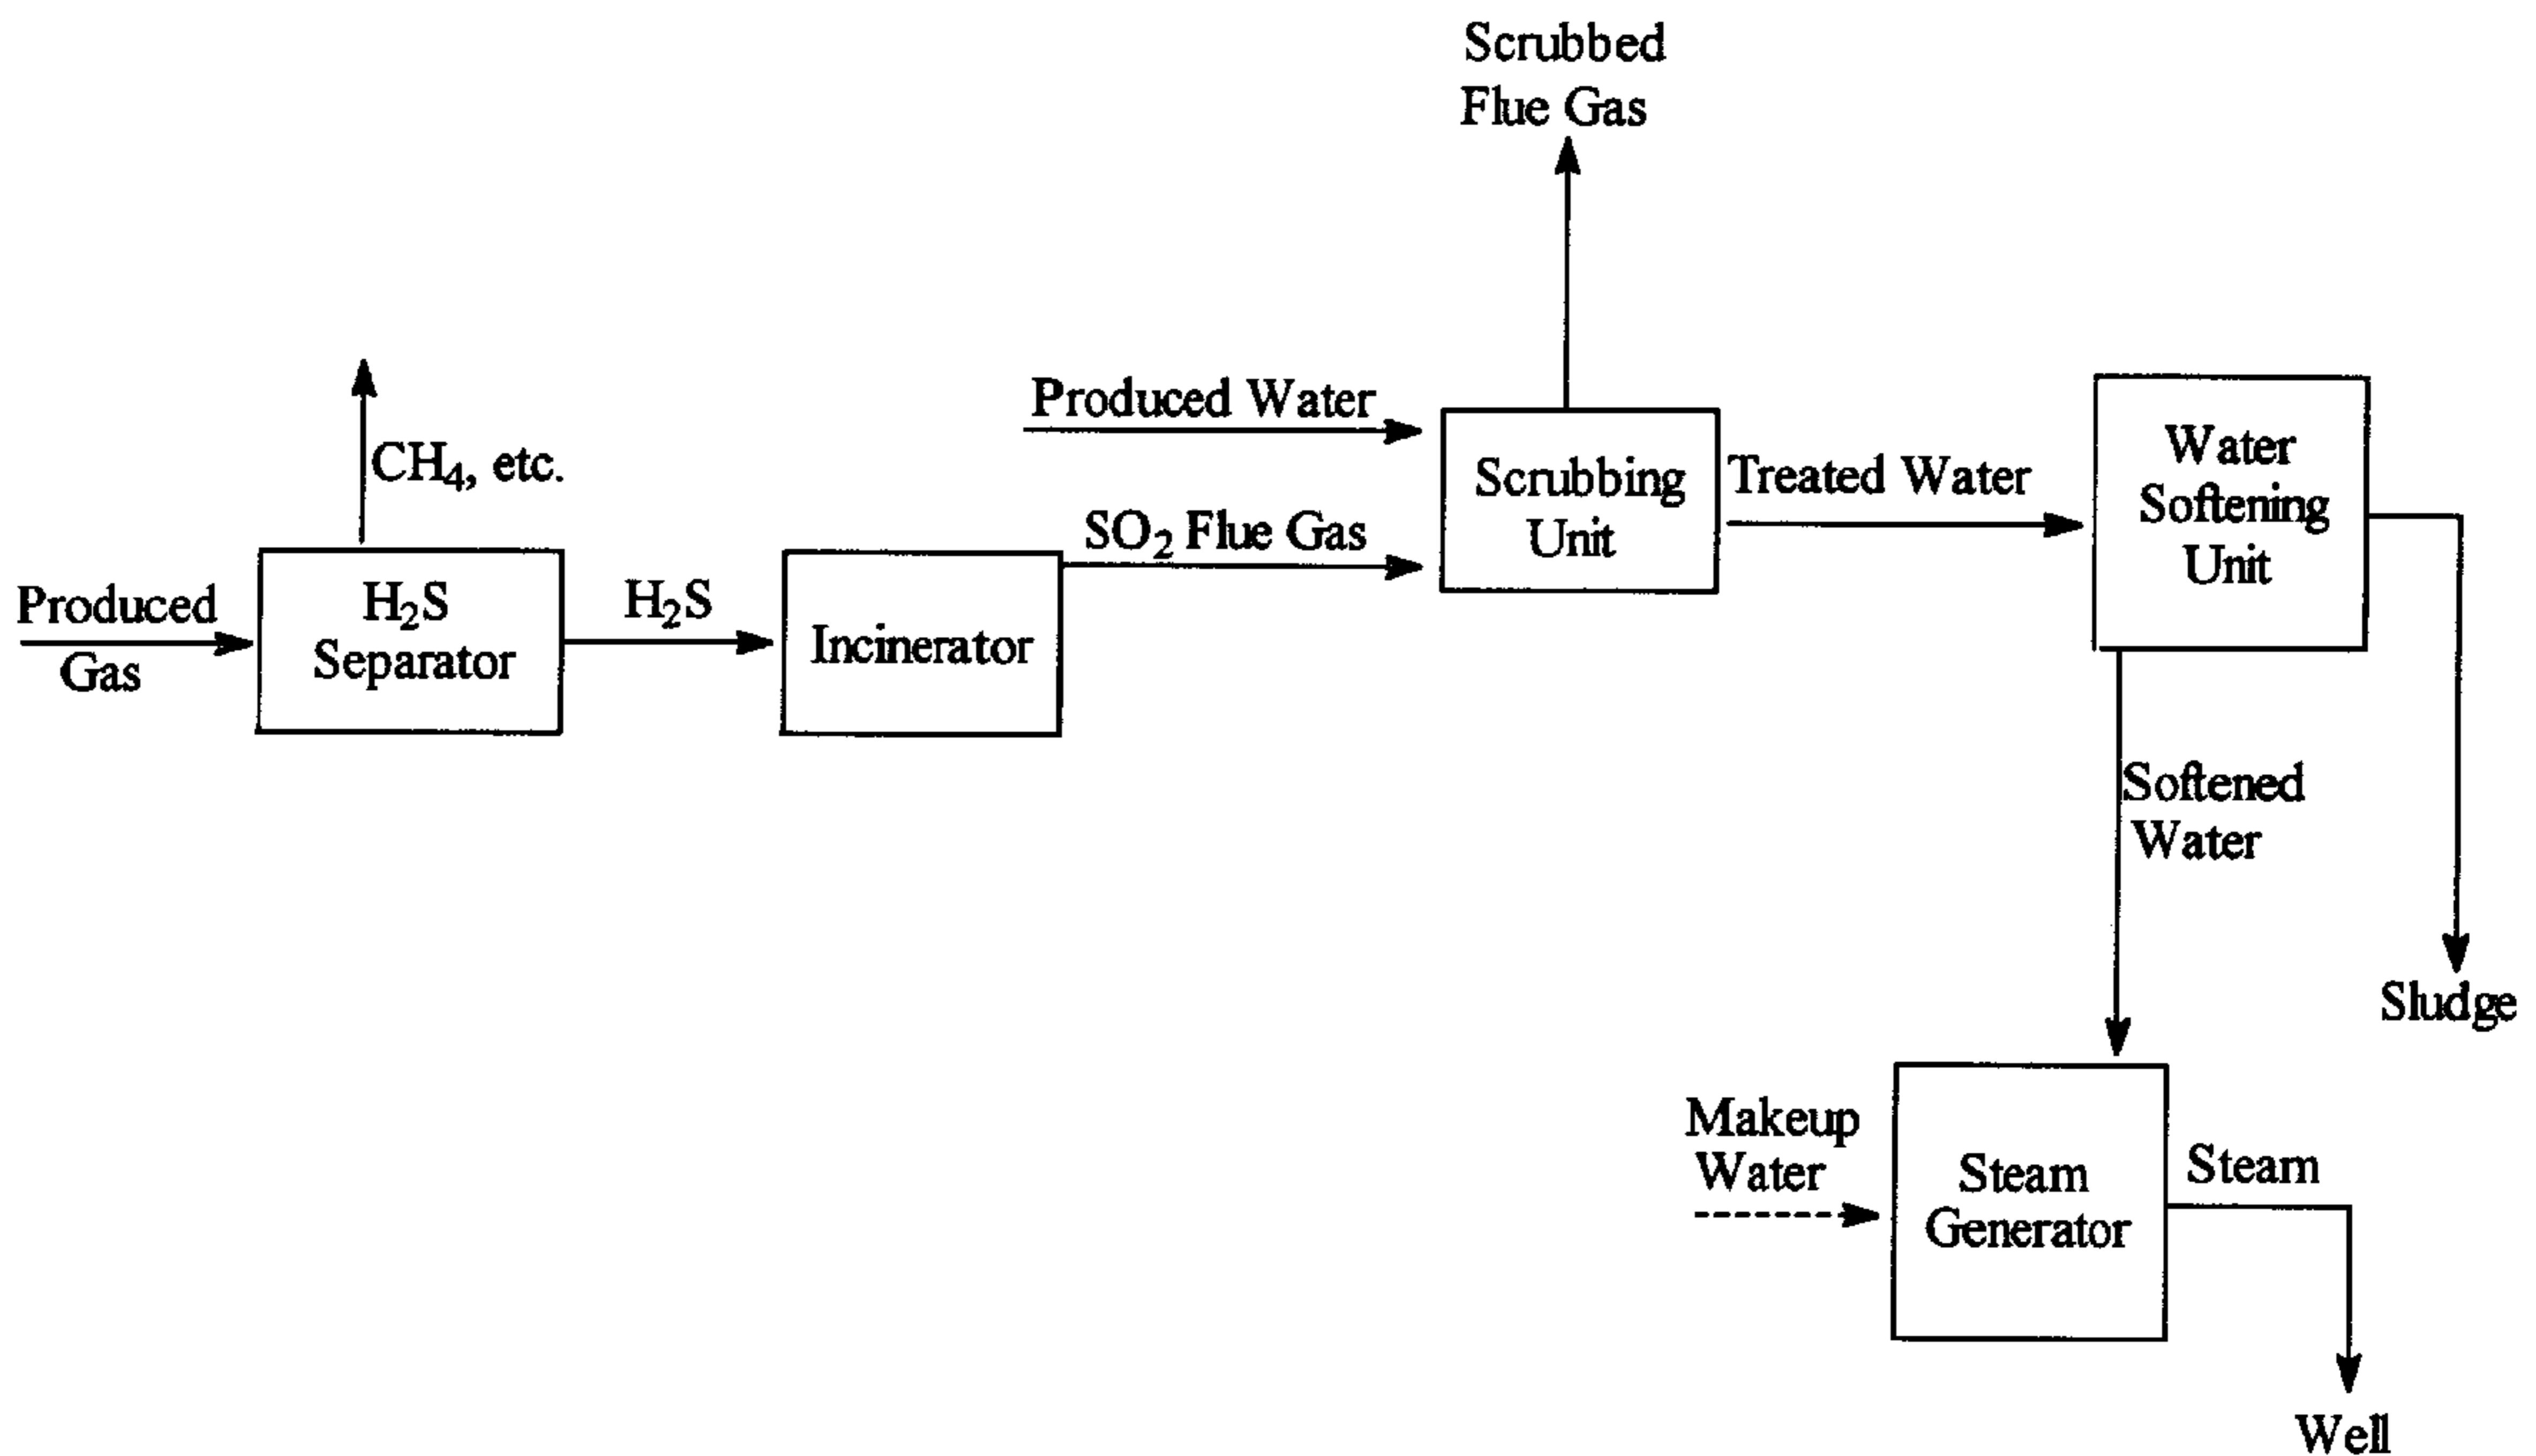 Scrubbed
Flue Gas
CH₄, etc.
Produced Water
SO₂ Flue Gas
Scrubbing
Unit
Treated Water
Water
Softening
Unit
Produced
Gas
H₂S
Separator
H₂S
Incinerator
Softened
Water
Sludge
Makeup
Water
Steam
Generator
Steam
Well